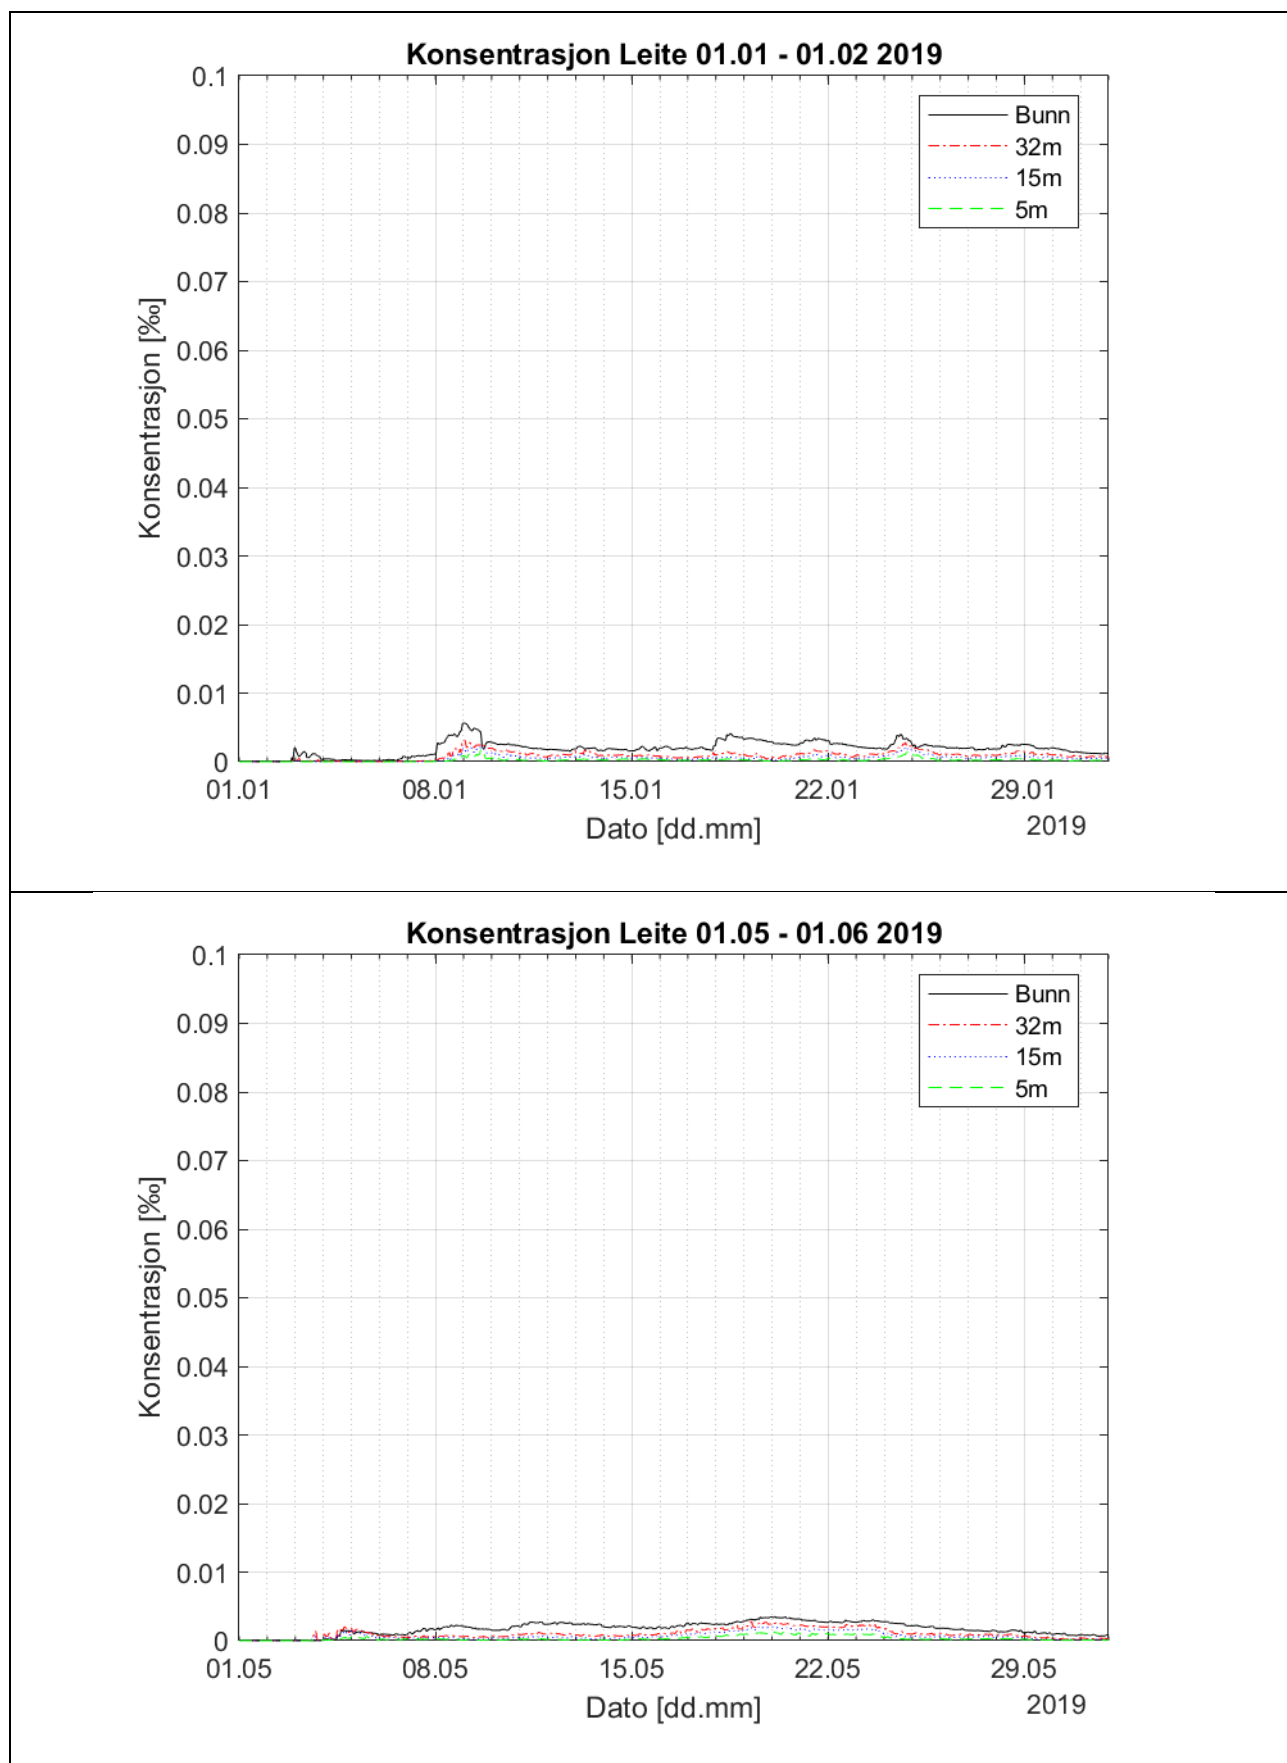 Konsentrasjon Leite 01.01 - 01.02 2019
0.1
0.09
0.08
0.07
0.06
0.05
0.04
0.03
0.02
0.01
0
Konsentrasjon [‰]
Bunn
32m
15m
5m
01.01 08.01 15.01 22.01 29.01
Dato [dd.mm] 2019
Konsentrasjon Leite 01.05 - 01.06 2019
0.1
0.09
0.08
0.07
0.06
0.05
0.04
0.03
0.02
0.01
0
Konsentrasjon [‰]
Bunn
32m
15m
5m
01.05 08.05 15.05 22.05 29.05
Dato [dd.mm] 2019